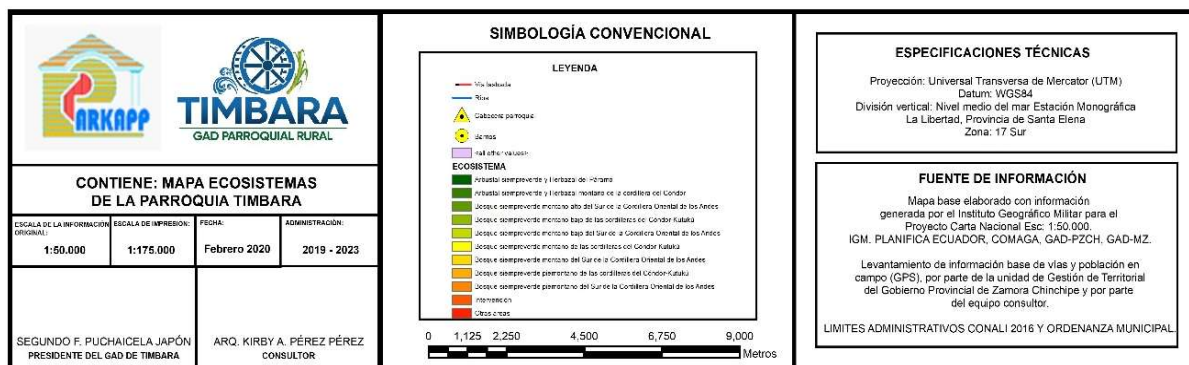 PARKAPP
TIMBARA
GAD PARROQUIAL RURAL
CONTIENE: MAPA ECOSISTEMAS
DE LA PARROQUIA TIMBARA
ESCALA DE LA INFORMACIÓN ORIGINAL:
1:50.000
ESCALA DE IMPRESIÓN:
1:175.000
FECHA:
Febrero 2020
ADMINISTRACIÓN:
2019 - 2023
SEGUNDO F. PUCHAICELA JAPÓN
PRESIDENTE DEL GAD DE TIMBARA
ARQ. KIRBY A. PÉREZ PÉREZ
CONSULTOR
SIMBOLOGÍA CONVENCIONAL
LEYENDA
Vía lastrada
Ríos
Cabecera parroquia
Barrios
<all other values>
ECOSISTEMA
Arbustal siempreverde y Herbazal del Páramo
Arbustal siempreverde y Herbazal montano de la cordillera del Cóndor
Bosque siempreverde montano alto del Sur de la Cordillera Oriental de los Andes
Bosque siempreverde montano bajo de las cordilleras del Cóndor-Kutukú
Bosque siempreverde montano bajo del Sur de la Cordillera Oriental de los Andes
Bosque siempreverde montano de las cordilleras del Cóndor-Kutukú
Bosque siempreverde montano del Sur de la Cordillera Oriental de los Andes
Bosque siempreverde piemontano de las cordilleras del Cóndor-Kutukú
Bosque siempreverde piemontano del Sur de la Cordillera Oriental de los Andes
Intervención
Otras areas
0 1,125 2,250 4,500 6,750 9,000
Metros
ESPECIFICACIONES TÉCNICAS
Proyección: Universal Transversa de Mercator (UTM)
Datum: WGS84
División vertical: Nivel medio del mar Estación Monográfica
La Libertad, Provincia de Santa Elena
Zona: 17 Sur
FUENTE DE INFORMACIÓN
Mapa base elaborado con información
generada por el Instituto Geográfico Militar para el
Proyecto Carta Nacional Esc: 1:50.000.
IGM. PLANIFICA ECUADOR, COMAGA, GAD-PZCH. GAD-MZ.
Levantamiento de información base de vías y población en
campo (GPS), por parte de la unidad de Gestión de Territorial
del Gobierno Provincial de Zamora Chinchipe y por parte
del equipo consultor.
LIMITES ADMINISTRATIVOS CONALI 2016 Y ORDENANZA MUNICIPAL.